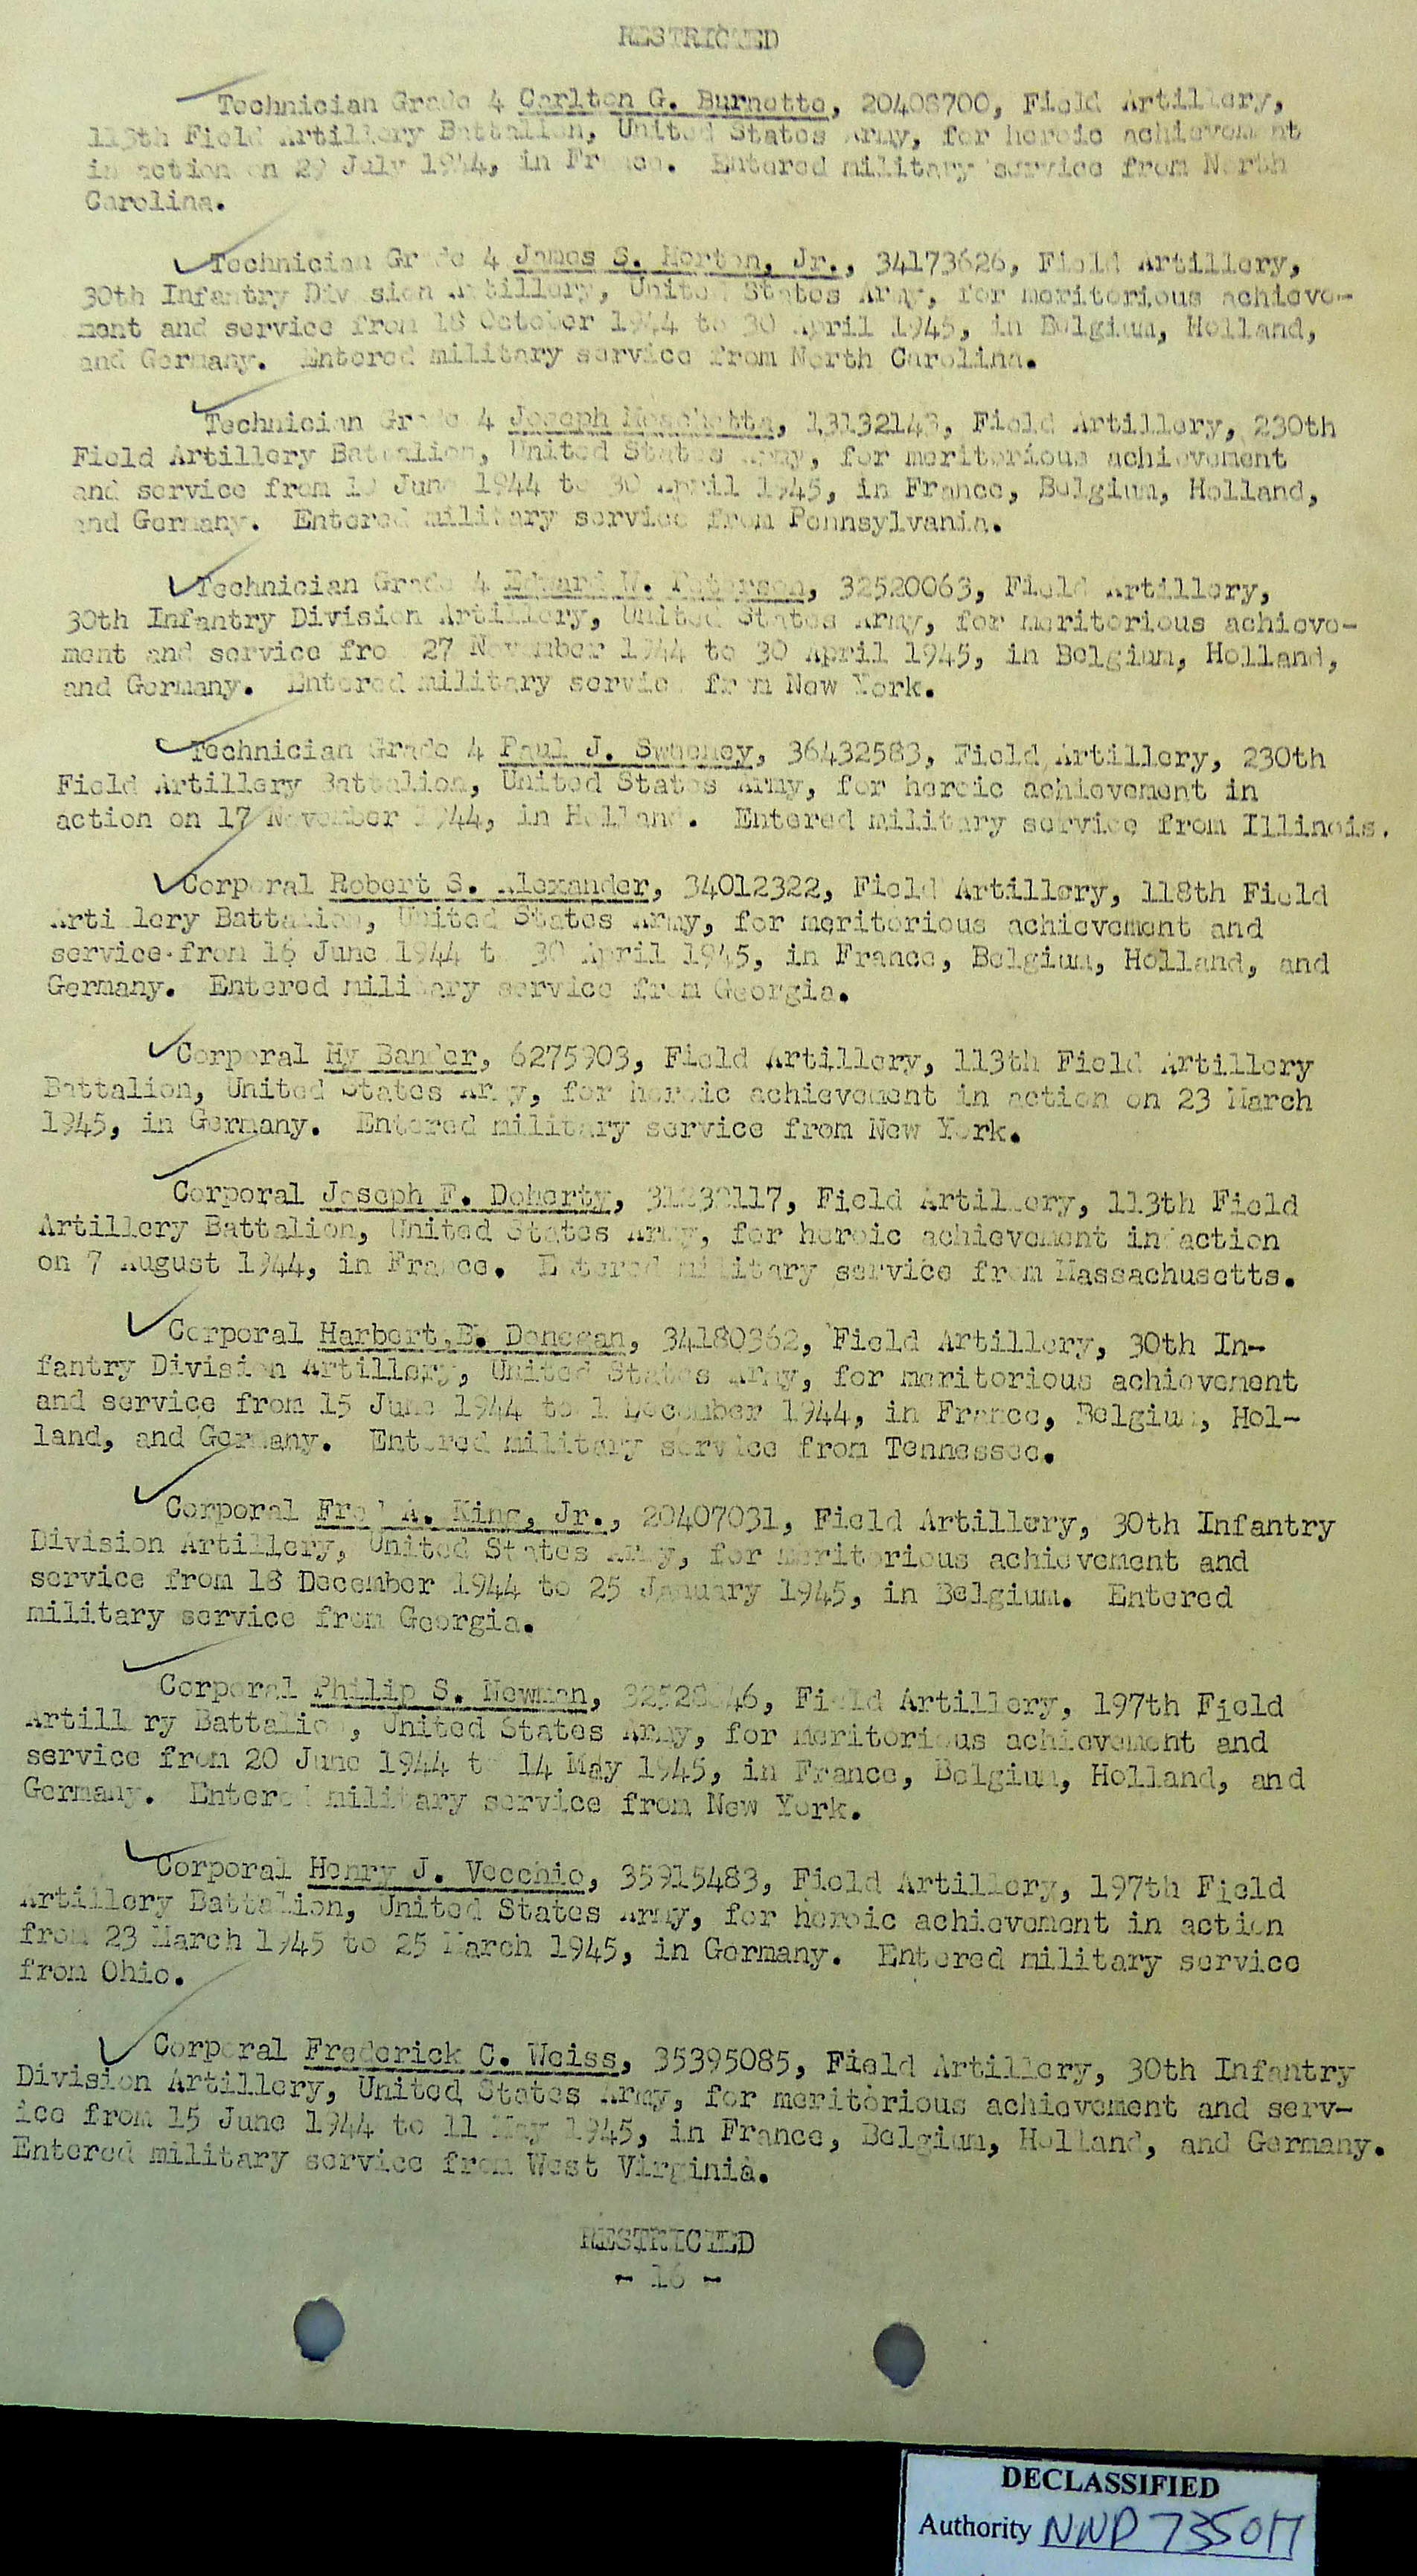 RESTRICTED
Technician Grade 4 Carlton G. Burnette, 20408700, Field Artillery,
113th Field Artillery Battalion, United States Army, for heroic achievement
in action on 29 July 1944, in France. Entered military service from North
Carolina.
Technician Grade 4 James S. Horton, Jr., 34173626, Field Artillery,
30th Infantry Division Artillery, United States Army, for meritorious achieve-
ment and service from 18 October 1944 to 30 April 1945, in Belgium, Holland,
and Germany. Entered military service from North Carolina.
Technician Grade 4 Joseph Moschetta, 13132143, Field Artillery, 230th
Field Artillery Battalion, United States Army, for meritorious achievement
and service from June 1944 to 30 April 1945, in France, Belgium, Holland,
and Germany. Entered military service from Pennsylvania.
Technician Grade 4 Edward W. Peterson, 32520063, Field Artillery,
30th Infantry Division Artillery, United States Army, for meritorious achieve-
ment and service from 27 November 1944 to 30 April 1945, in Belgium, Holland,
and Germany. Entered military service from New York.
Technician Grade 4 Paul J. Sweeney, 36432583, Field Artillery, 230th
Field Artillery Battalion, United States Army, for heroic achievement in
action on 17 November 1944, in Holland. Entered military service from Illinois.
Corporal Robert S. Alexander, 34012322, Field Artillery, 118th Field
Artillery Battalion, United States Army, for meritorious achievement and
service from 16 June 1944 to 30 April 1945, in France, Belgium, Holland, and
Germany. Entered military service from Georgia.
Corporal Hy Bander, 6275903, Field Artillery, 113th Field Artillery
Battalion, United States Army, for heroic achievement in action on 23 March
1945, in Germany. Entered military service from New York.
Corporal Joseph F. Doherty, Field Artillery, 113th Field
Artillery Battalion, United States Army, for heroic achievement in action
on 7 August 1944, in France. Entered military service from Massachusetts.
Corporal Harbert B. Donegan, 34180362, Field Artillery, 30th In-
fantry Division Artillery, United States Army, for meritorious achievement
and service from 15 June 1944 to 1 December 1944, in France, Belgium, Hol-
land, and Germany. Entered military service from Tennessee.
Corporal Fred A. King, Jr., 20407031, Field Artillery, 30th Infantry
Division Artillery, United States Army, for meritorious achievement and
service from 18 December 1944 to 25 January 1945, in Belgium. Entered
military service from Georgia.
Corporal Philip S. Newman, Field Artillery, 197th Field
Artillery Battalion, United States Army, for meritorious achievement and
service from 20 June 1944 to 14 May 1945, in France, Belgium, Holland, and
Germany. Entered military service from New York.
Corporal Henry J. Vecchio, 35915483, Field Artillery, 197th Field
Artillery Battalion, United States Army, for heroic achievement in action
from 23 March 1945 to 25 March 1945, in Germany. Entered military service
from Ohio.
Corporal Frederick C. Weiss, 35395085, Field Artillery, 30th Infantry
Division Artillery, United States Army, for meritorious achievement and serv-
ice from 15 June 1944 to 11 May 1945, in France, Belgium, Holland, and Germany.
Entered military service from West Virginia.
RESTRICTED
- 16 -
DECLASSIFIED
Authority NND 735017